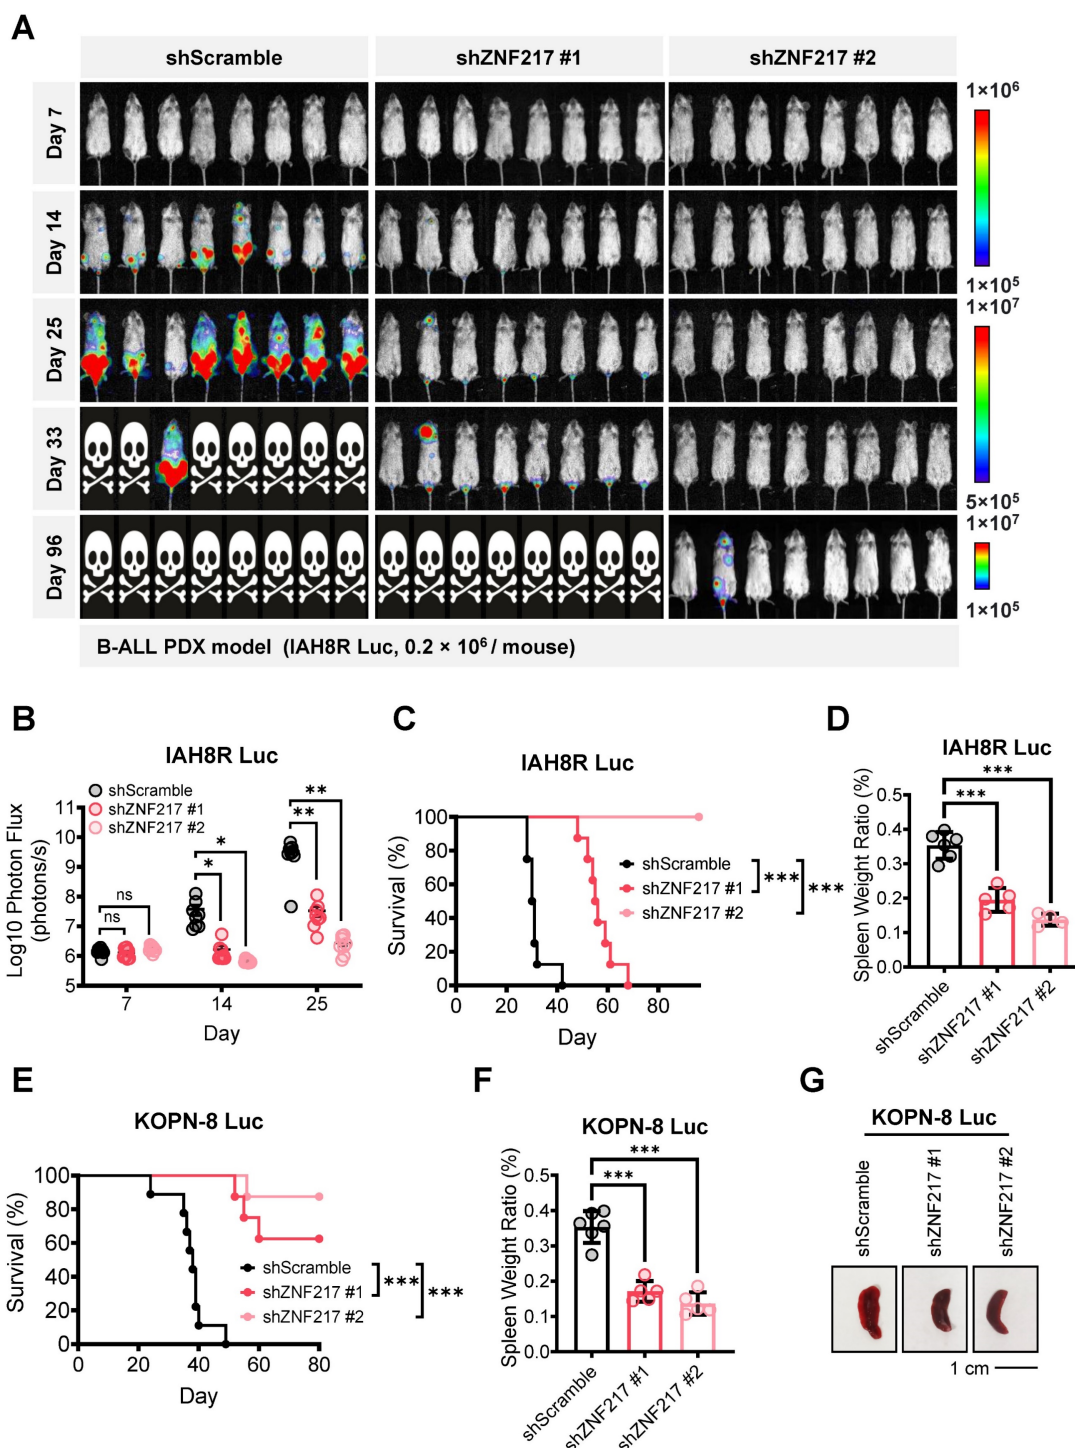 A
shScramble
shZNF217 #1
shZNF217 #2
Day 7
Day 14
Day 25
Day 33
Day 96
1×10⁶
1×10⁵
1×10⁷
5×10⁵
1×10⁷
1×10⁵
B-ALL PDX model (IAH8R Luc, 0.2 × 10⁶ / mouse)
B
IAH8R Luc
shScramble
shZNF217 #1
shZNF217 #2
Log10 Photon Flux
(photons/s)
11
10
9
8
7
6
5
ns
ns
*
*
**
**
7
14
25
Day
C
IAH8R Luc
Survival (%)
100
80
60
40
20
0
shScramble
shZNF217 #1
shZNF217 #2
***
***
0
20
40
60
80
Day
D
IAH8R Luc
Spleen Weight Ratio (%)
0.5
0.4
0.3
0.2
0.1
0.0
***
***
shScramble
shZNF217 #1
shZNF217 #2
E
KOPN-8 Luc
Survival (%)
100
80
60
40
20
0
shScramble
shZNF217 #1
shZNF217 #2
***
***
0
20
40
60
80
Day
F
KOPN-8 Luc
Spleen Weight Ratio (%)
0.5
0.4
0.3
0.2
0.1
0.0
***
***
shScramble
shZNF217 #1
shZNF217 #2
G
KOPN-8 Luc
shScramble
shZNF217 #1
shZNF217 #2
1 cm